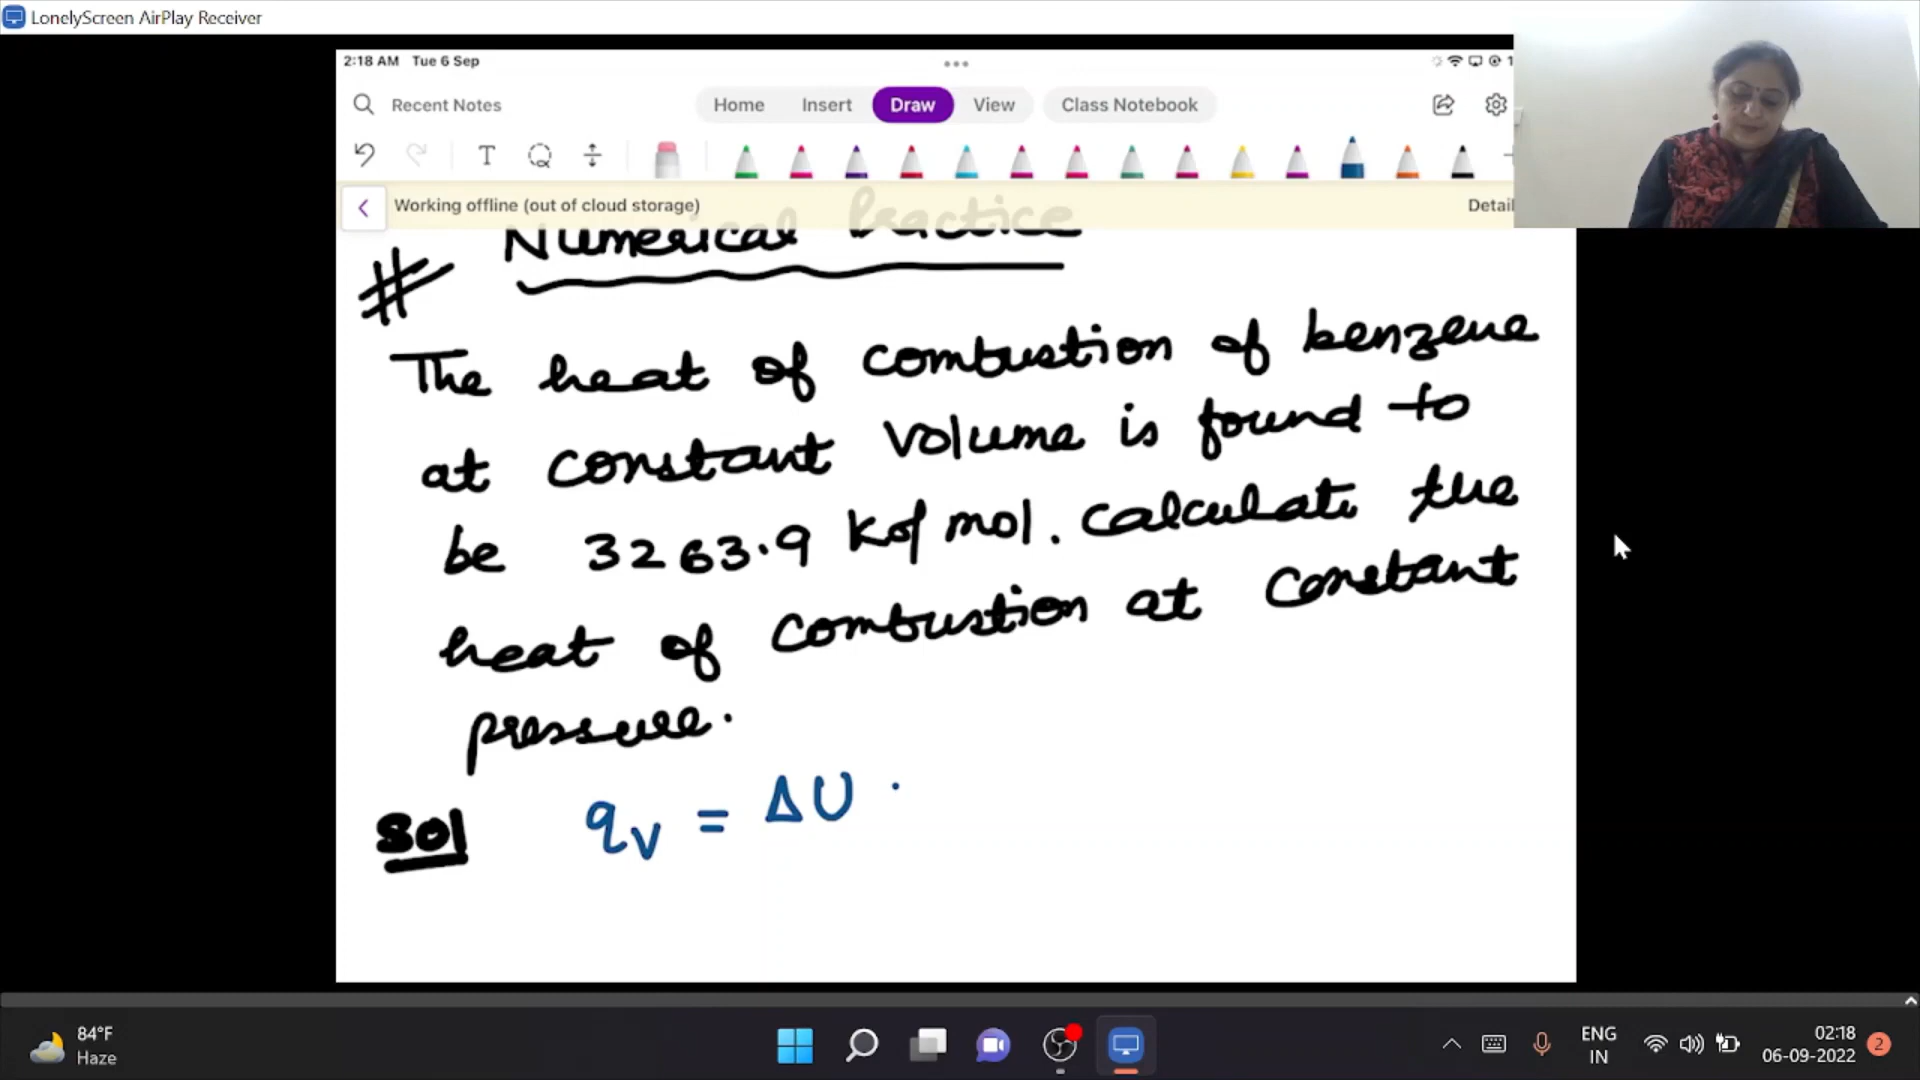 LonelyScreen AirPlay Receiver
2:18 AM Tue 6 Sep
Recent Notes
Home Insert Draw View Class Notebook
T
Working offline (out of cloud storage)
Detail
# Numerical Practice
The heat of combustion of benzene
at constant volume is found to
be 3263.9 kJ/mol. Calculate the
heat of combustion at constant
pressure.
Sol qv = ΔU .
84°F
Haze
ENG
IN
02:18
06-09-2022
2